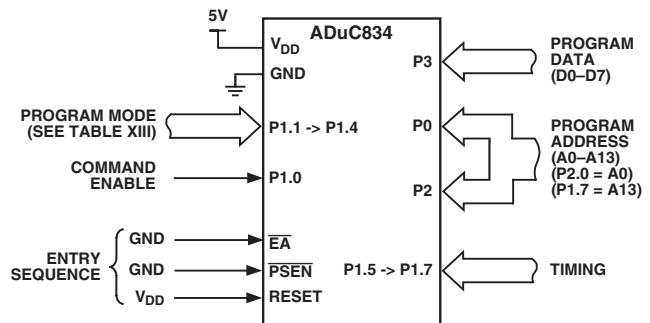 5V
ADuC834
VDD
GND
P3
PROGRAM
DATA
(D0–D7)
PROGRAM MODE
(SEE TABLE XIII)
P1.1 -> P1.4
P0
PROGRAM
ADDRESS
(A0–A13)
(P2.0 = A0)
(P1.7 = A13)
COMMAND
ENABLE
P1.0
P2
ENTRY
SEQUENCE
GND
EA
GND
PSEN
VDD
RESET
P1.5 -> P1.7
TIMING